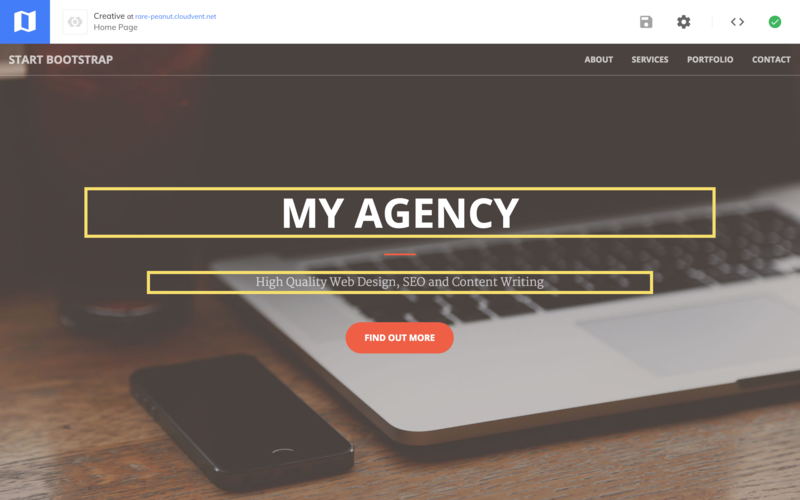 Creative at rare-peanut.cloudvent.net
Home Page
START BOOTSTRAP
ABOUT SERVICES PORTFOLIO CONTACT
MY AGENCY
High Quality Web Design, SEO and Content Writing
FIND OUT MORE